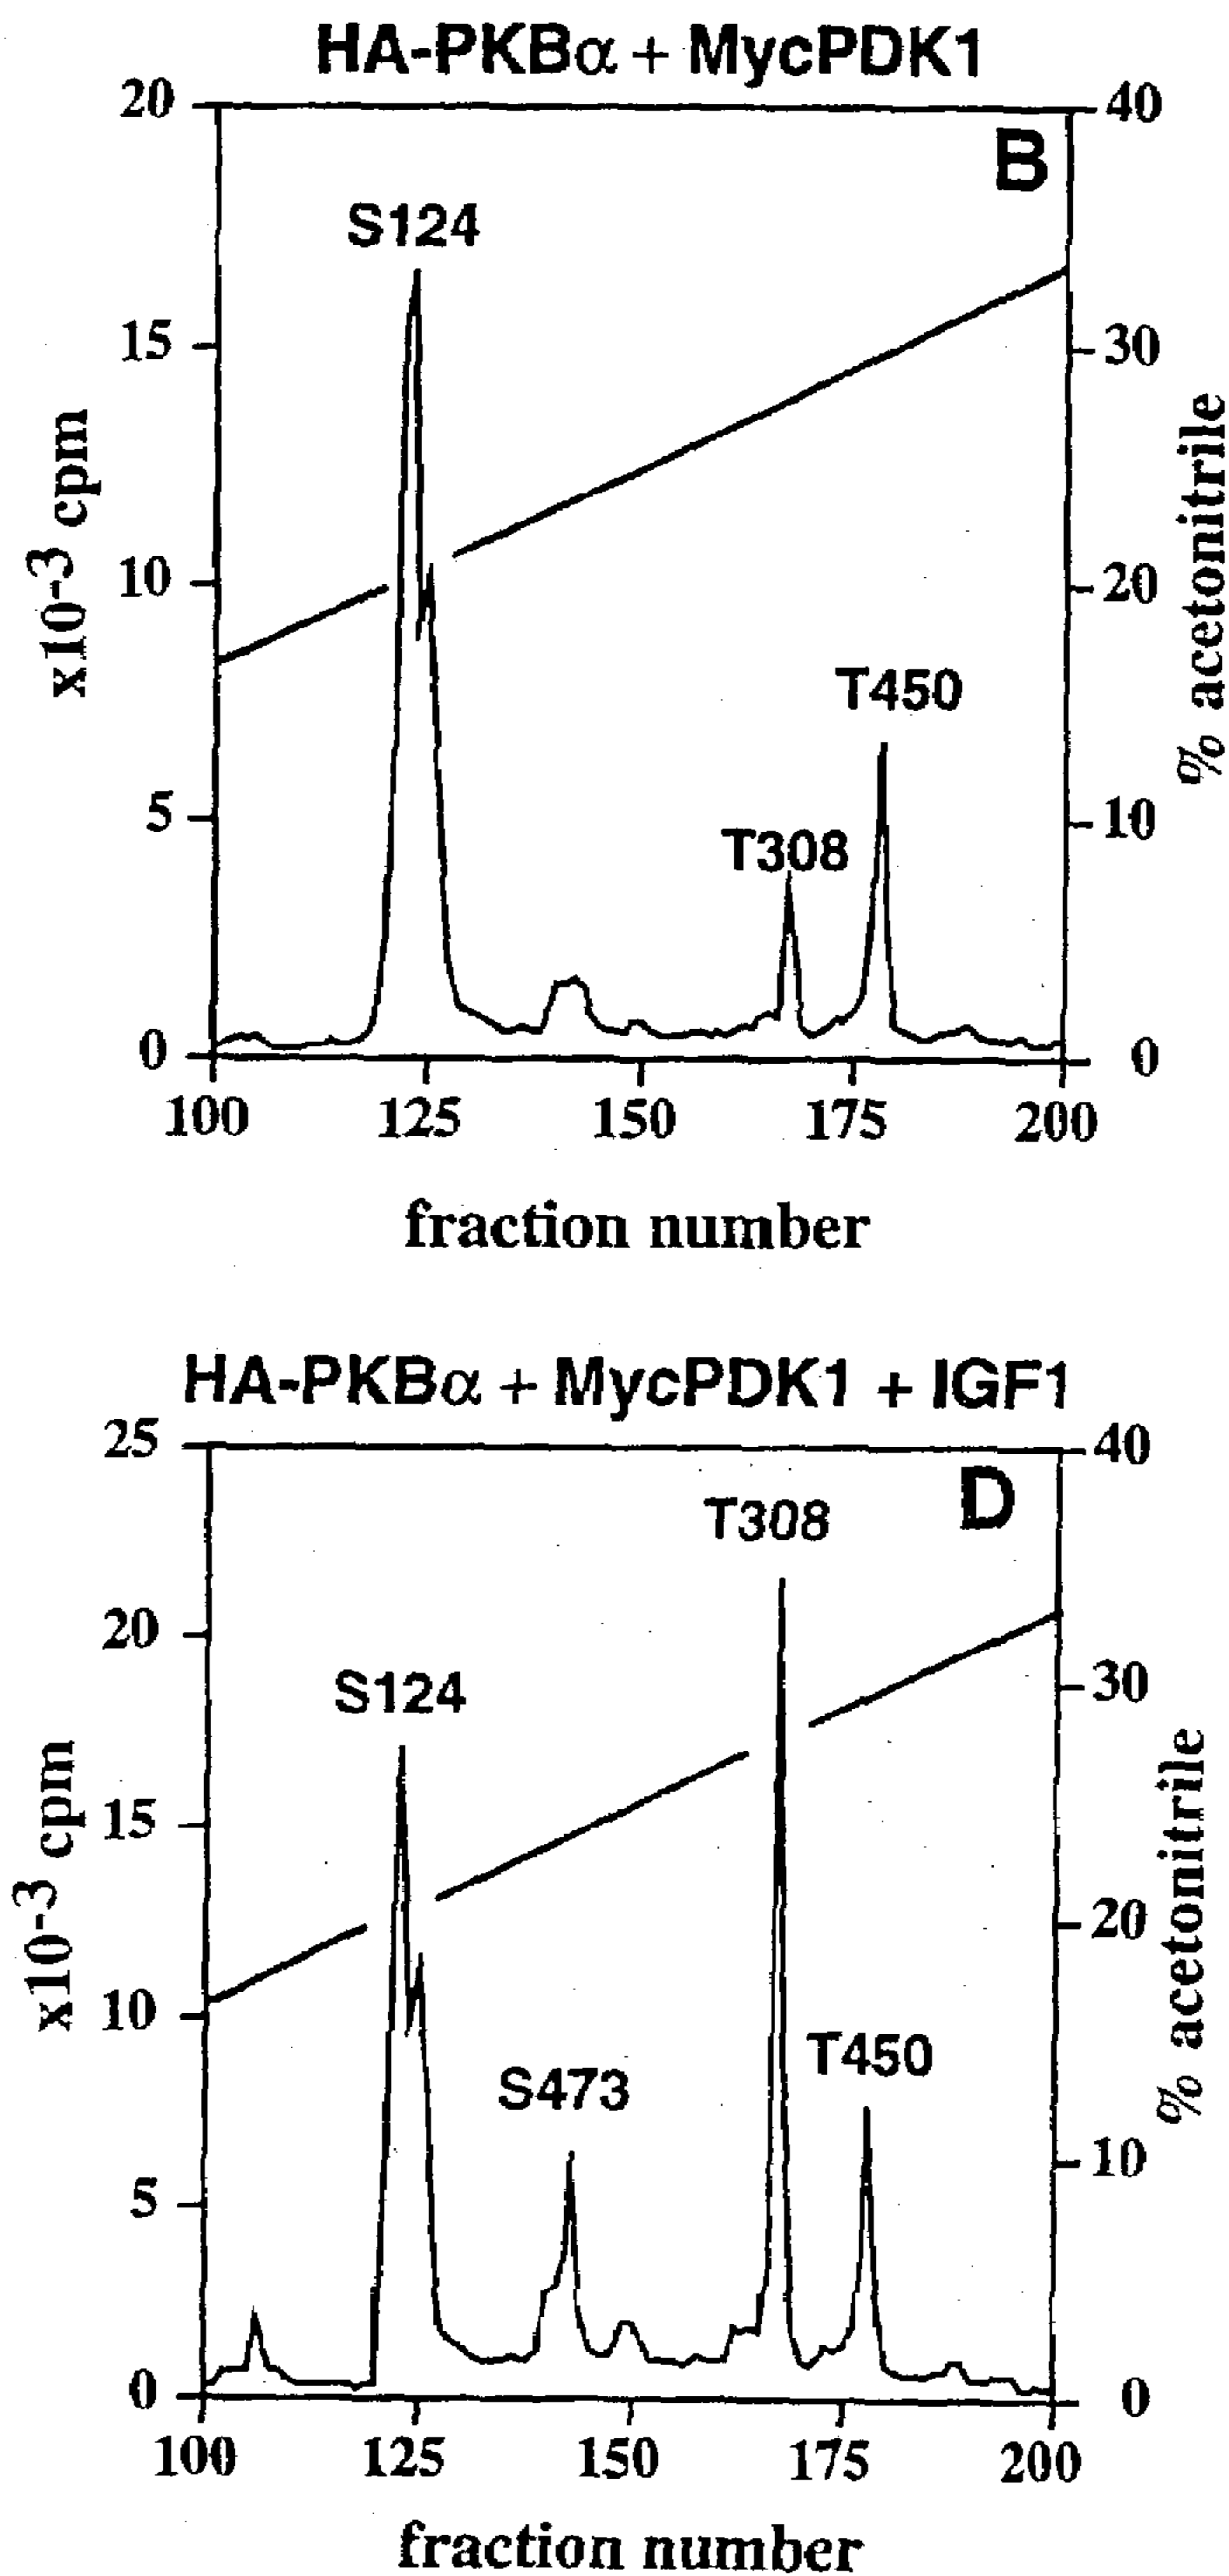 HA-PKBα + MycPDK1
B
20
15
10
5
0
x10-3 cpm
40
30
20
10
0
% acetonitrile
S124
T308
T450
100 125 150 175 200
fraction number
HA-PKBα + MycPDK1 + IGF1
D
25
20
15
10
5
0
x10-3 cpm
40
30
20
10
0
% acetonitrile
T308
S124
S473
T450
100 125 150 175 200
fraction number